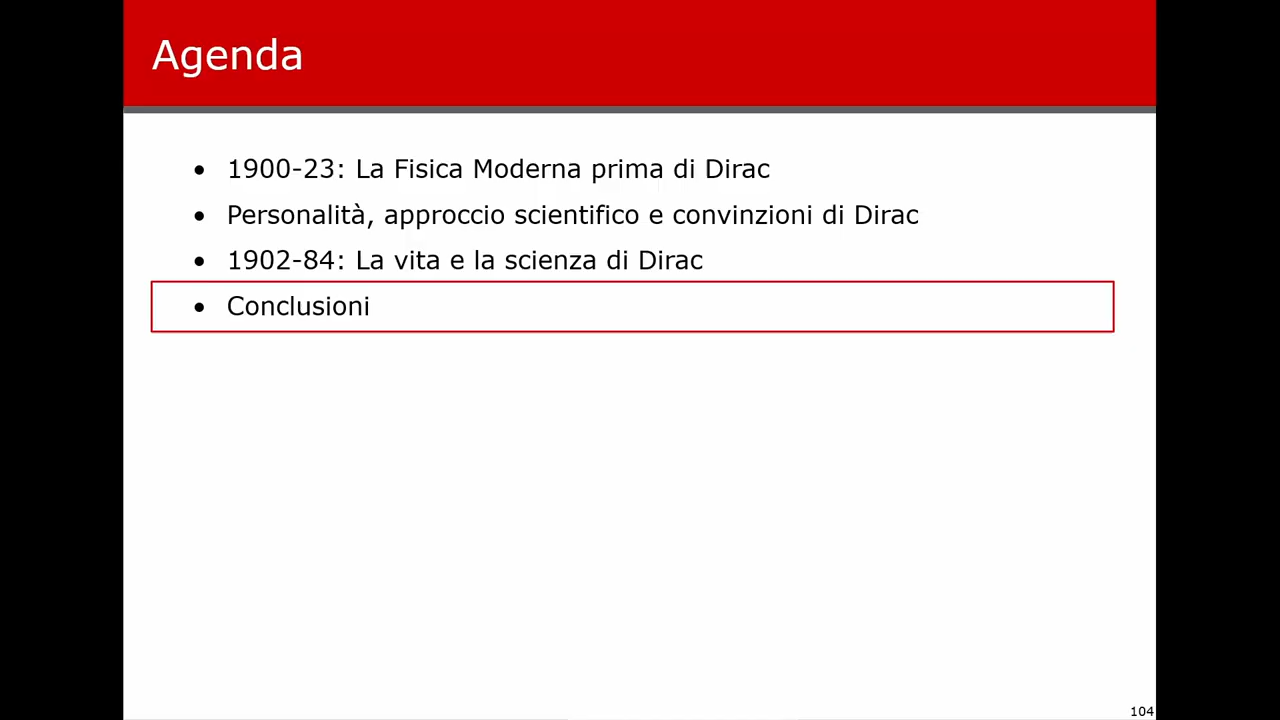 Agenda
• 1900-23: La Fisica Moderna prima di Dirac
• Personalità, approccio scientifico e convinzioni di Dirac
• 1902-84: La vita e la scienza di Dirac
• Conclusioni
104